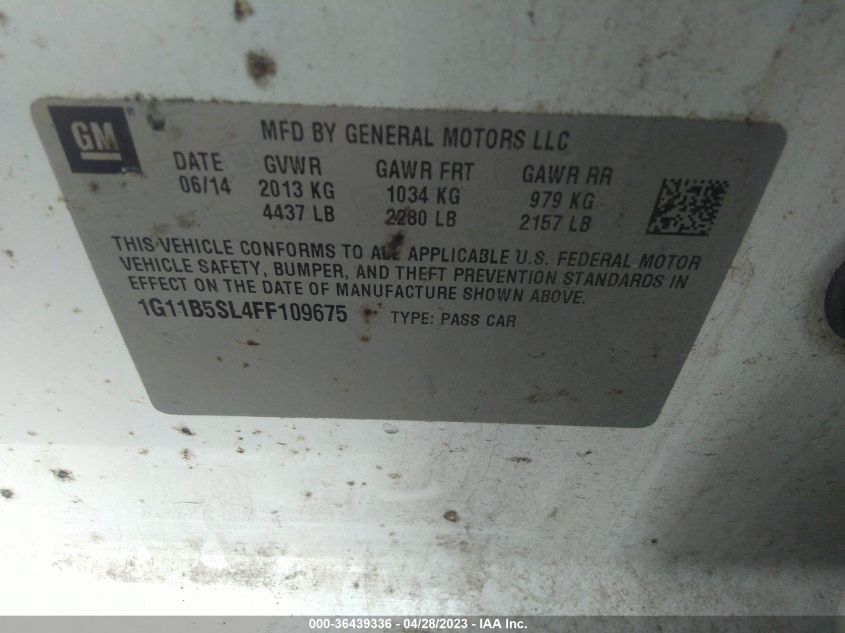 GM
MFD BY GENERAL MOTORS LLC
DATE GVWR GAWR FRT GAWR RR
06/14 2013 KG 1034 KG 979 KG
4437 LB 2280 LB 2157 LB
THIS VEHICLE CONFORMS TO ALL APPLICABLE U.S. FEDERAL MOTOR
VEHICLE SAFETY, BUMPER, AND THEFT PREVENTION STANDARDS IN
EFFECT ON THE DATE OF MANUFACTURE SHOWN ABOVE.
1G11B5SL4FF109675 TYPE: PASS CAR
000-36439336 - 04/28/2023 - IAA Inc.